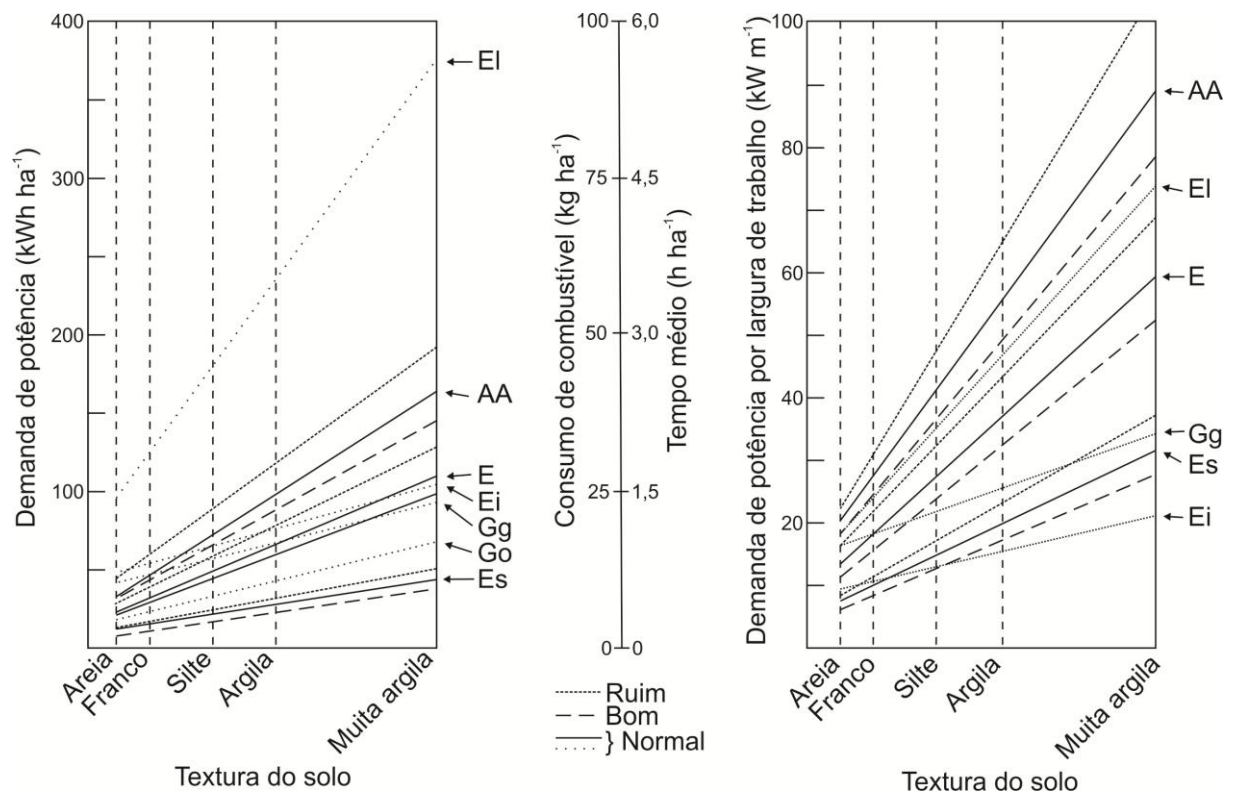 Demanda de potência (kWh ha⁻¹)
400
300
200
100
El
AA
E
Ei
Gg
Go
Es
Areia
Franco
Silte
Argila
Muita argila
Textura do solo
Consumo de combustível (kg ha⁻¹)
Tempo médio (h ha⁻¹)
100 6,0
75 4,5
50 3,0
25 1,5
0 0
Ruim
Bom
} Normal
Demanda de potência por largura de trabalho (kW m⁻¹)
100
80
60
40
20
AA
El
E
Gg
Es
Ei
Areia
Franco
Silte
Argila
Muita argila
Textura do solo